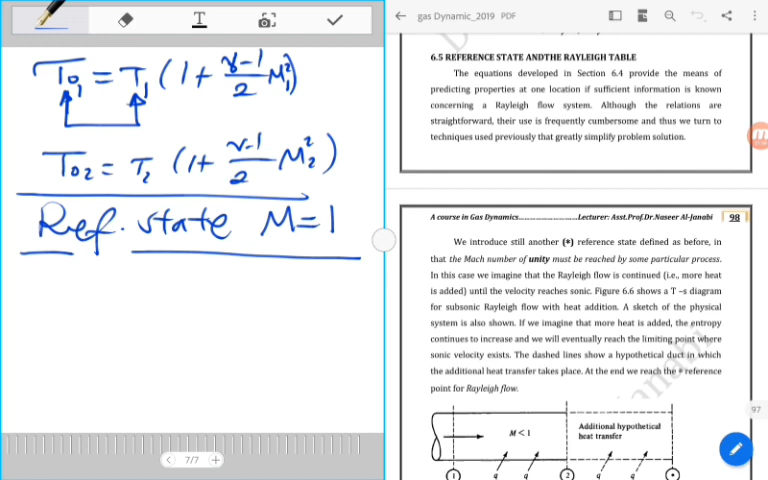 T01 = T1 (1+ γ-1/2 M1²)
T02 = T2 (1+ γ-1/2 M2²)
Ref. state M=1
7/7
gas Dynamic_2019 PDF
6.5 REFERENCE STATE ANDTHE RAYLEIGH TABLE
The equations developed in Section 6.4 provide the means of
predicting properties at one location if sufficient information is known
concerning a Rayleigh flow system. Although the relations are
straightforward, their use is frequently cumbersome and thus we turn to
techniques used previously that greatly simplify problem solution.
A course in Gas Dynamics.............................Lecturer: Asst.Prof.Dr.Naseer Al-Janabi 98
We introduce still another (*) reference state defined as before, in
that the Mach number of unity must be reached by some particular process.
In this case we imagine that the Rayleigh flow is continued (i.e., more heat
is added) until the velocity reaches sonic. Figure 6.6 shows a T –s diagram
for subsonic Rayleigh flow with heat addition. A sketch of the physical
system is also shown. If we imagine that more heat is added, the entropy
continues to increase and we will eventually reach the limiting point where
sonic velocity exists. The dashed lines show a hypothetical duct in which
the additional heat transfer takes place. At the end we reach the * reference
point for Rayleigh flow.
97
M < 1
Additional hypothetical
heat transfer
1 q q 2 q q *